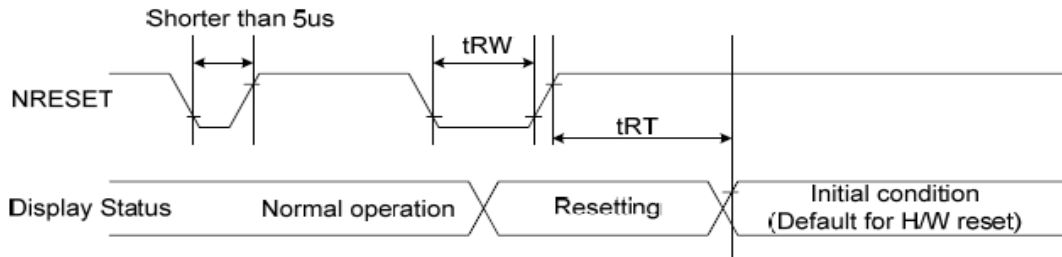 Shorter than 5us
tRW
NRESET
tRT
Display Status
Normal operation
Resetting
Initial condition
(Default for H/W reset)